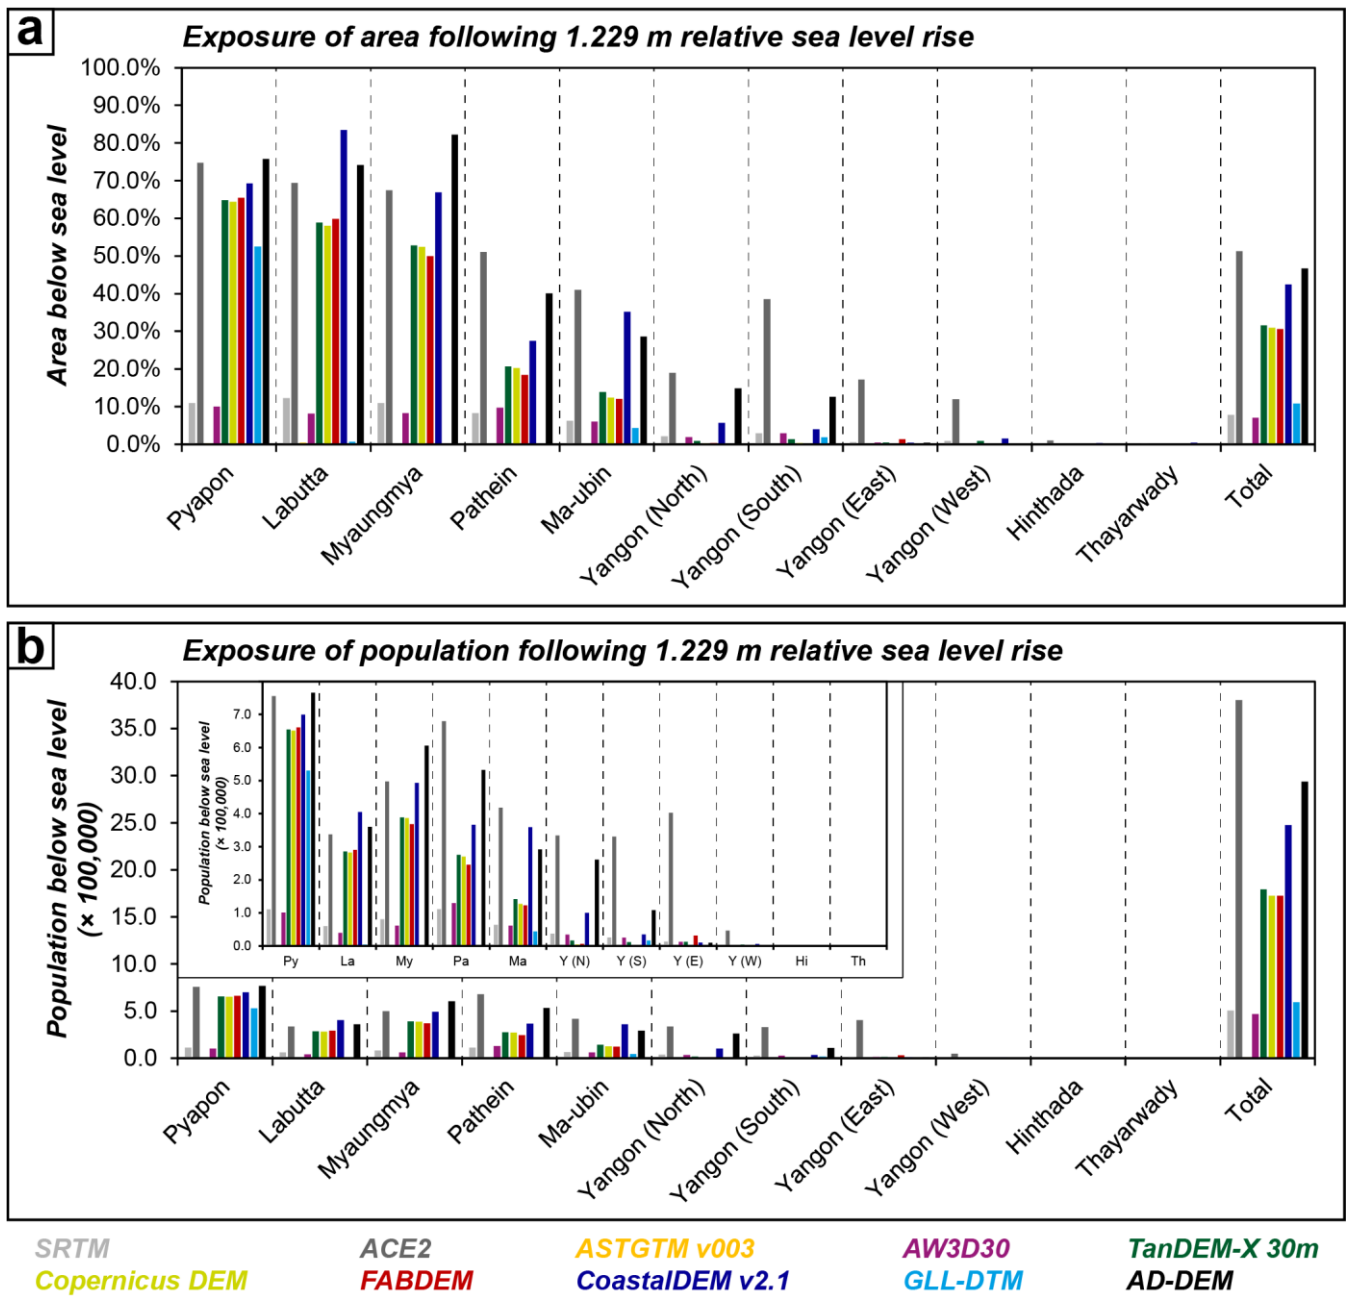 a
Exposure of area following 1.229 m relative sea level rise
Area below sea level
100.0%
90.0%
80.0%
70.0%
60.0%
50.0%
40.0%
30.0%
20.0%
10.0%
0.0%
Pyapon
Labutta
Myaungmya
Pathein
Ma-ubin
Yangon (North)
Yangon (South)
Yangon (East)
Yangon (West)
Hinthada
Thayarwady
Total
b
Exposure of population following 1.229 m relative sea level rise
Population below sea level
(× 100,000)
40.0
35.0
30.0
25.0
20.0
15.0
10.0
5.0
0.0
Population below sea level
(× 100,000)
7.0
6.0
5.0
4.0
3.0
2.0
1.0
0.0
Py La My Pa Ma Y (N) Y (S) Y (E) Y (W) Hi Th
Pyapon
Labutta
Myaungmya
Pathein
Ma-ubin
Yangon (North)
Yangon (South)
Yangon (East)
Yangon (West)
Hinthada
Thayarwady
Total
SRTM ACE2 ASTGTM v003 AW3D30 TanDEM-X 30m
Copernicus DEM FABDEM CoastalDEM v2.1 GLL-DTM AD-DEM